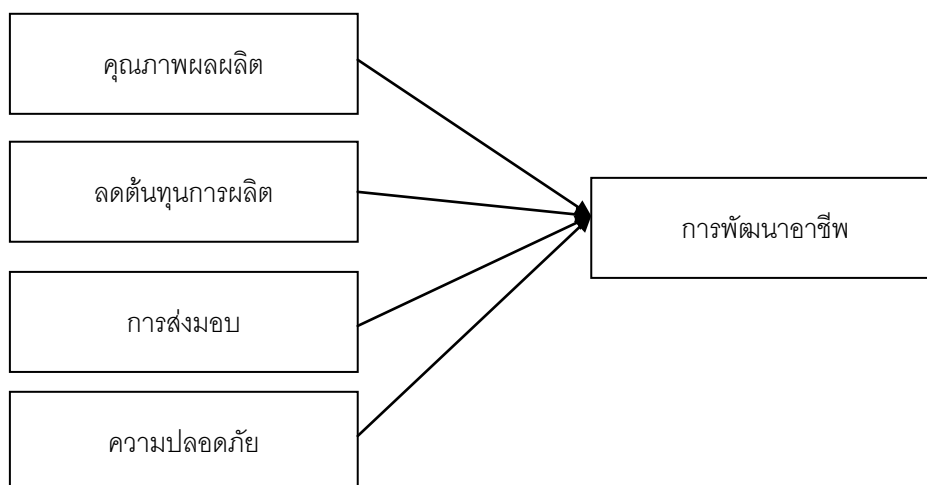 คุณภาพผลผลิต
ลดต้นทุนการผลิต
การส่งมอบ
ความปลอดภัย
การพัฒนาอาชีพ